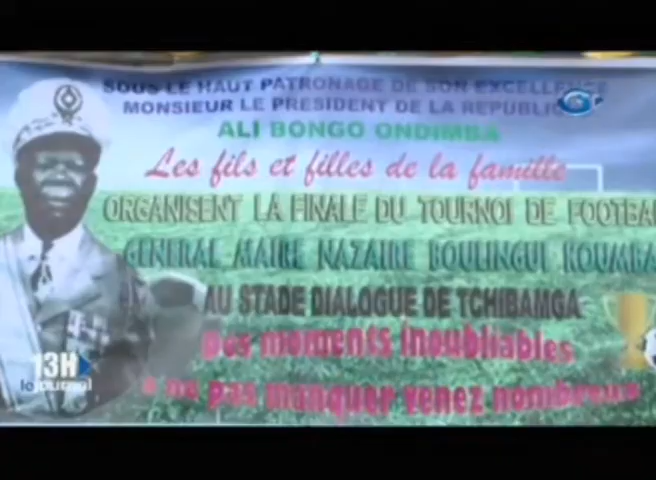 SOUS LE HAUT PATRONAGE DE SON EXCELLENCE
MONSIEUR LE PRESIDENT DE LA REPUBLIC
ALI BONGO ONDIMBA
Les fils et filles de la famille
ORGANISENT LA FINALE DU TOURNOI DE FOOTBA
GENERAL MAIRE NAZAIRE BOULINGUI KOUMBA
AU STADE DIALOGUE DE TCHIBAMGA
Des moments inoubliables
a ne pas manquer venez nombreux
13H
le journal